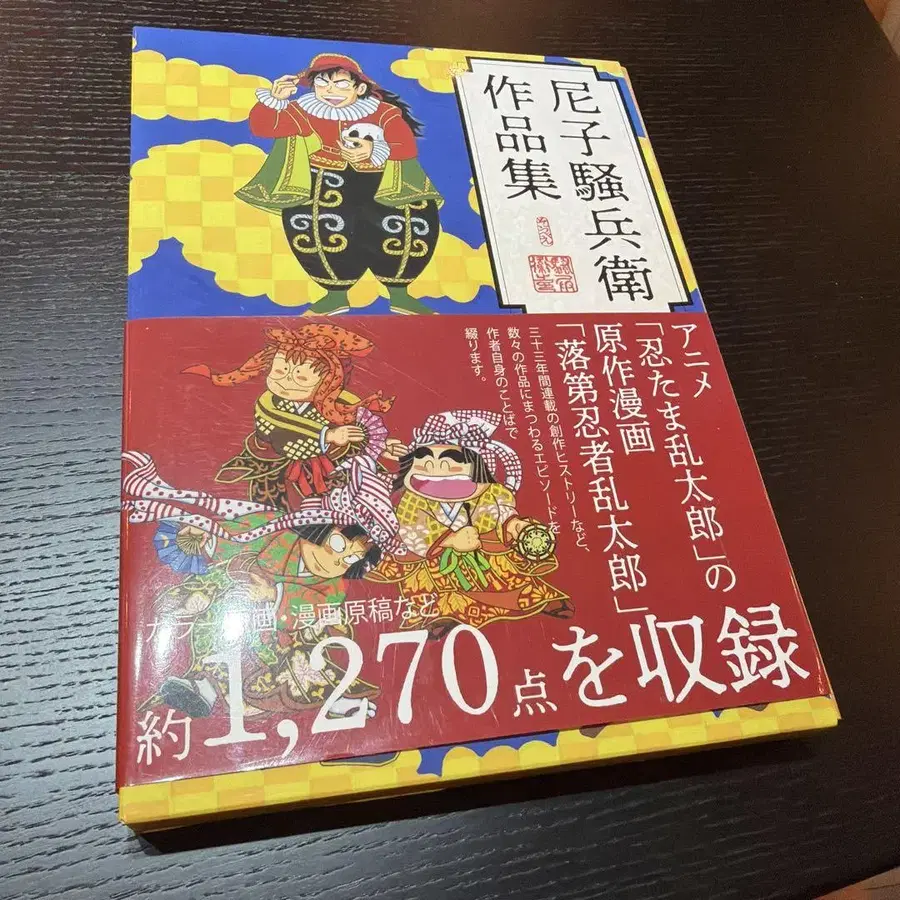 尼子騒兵衛
作品集
アニメ
「忍たま乱太郎」の
原作漫画
「落第忍者乱太郎」
三十三年間連載の創作ヒストリーなど、
数々の作品にまつわるエピソードを
作者自身のことばで
綴ります。
カラー原画・漫画原稿など
約1,270点を収録